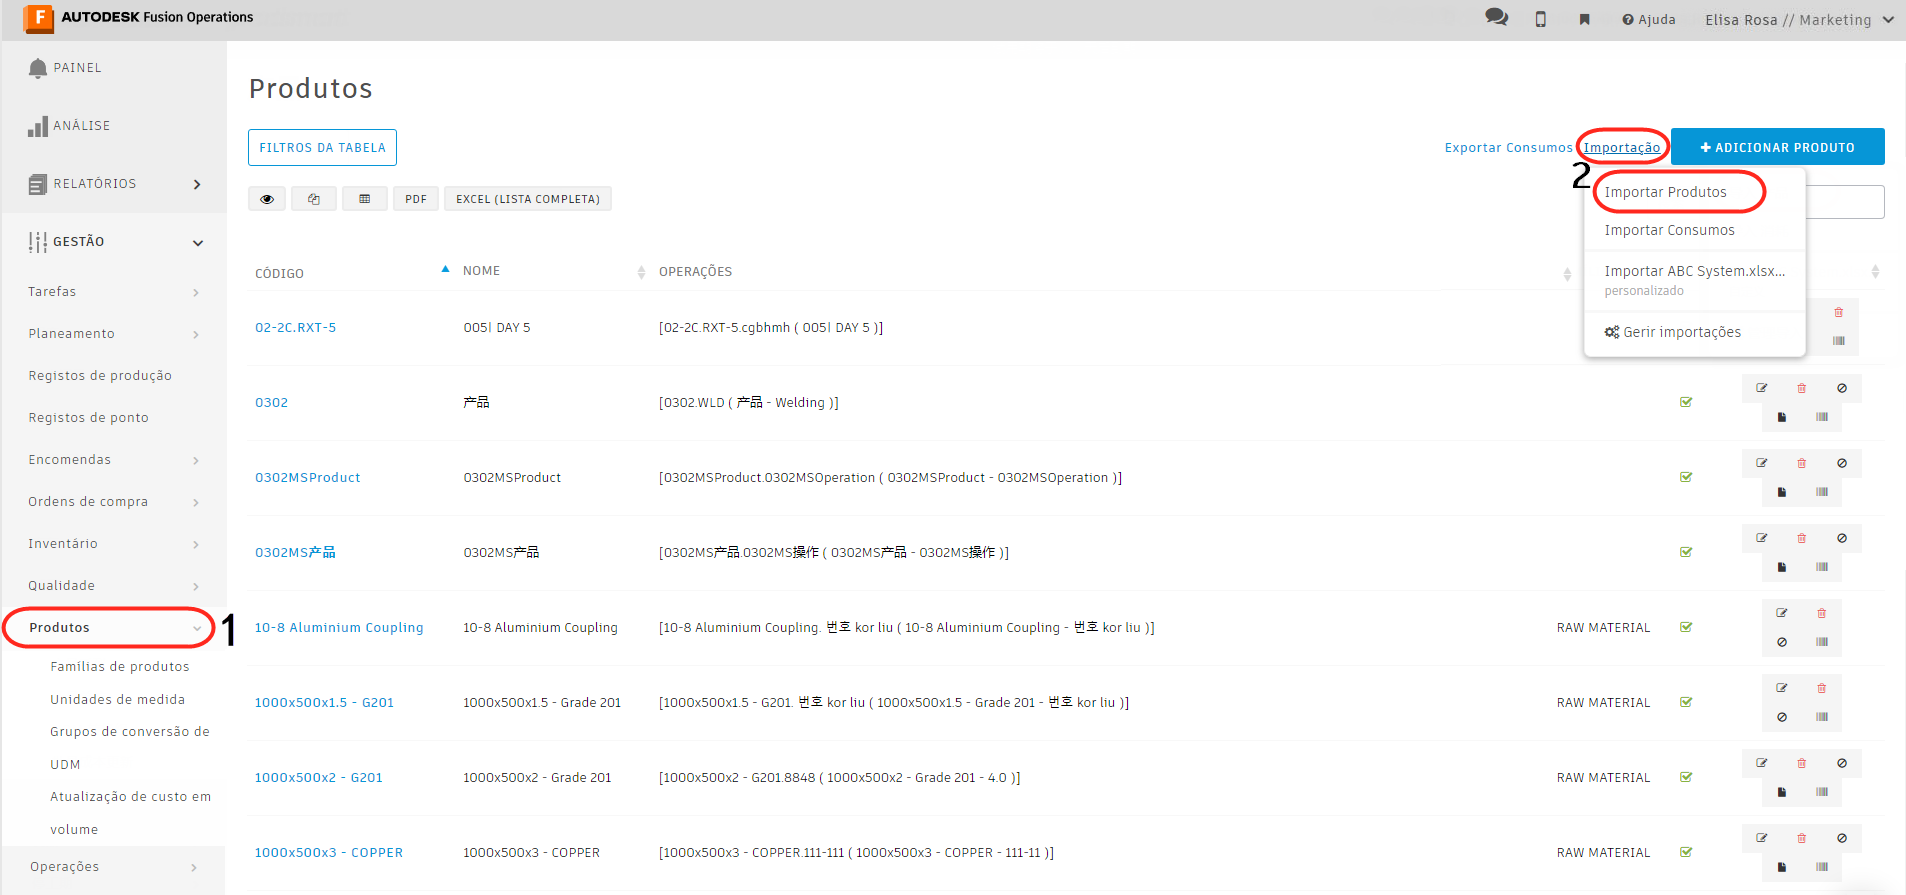 AUTODESK Fusion Operations
Ajuda
Elisa Rosa // Marketing
PAINEL
ANÁLISE
RELATÓRIOS
GESTÃO
Tarefas
Planeamento
Registos de produção
Registos de ponto
Encomendas
Ordens de compra
Inventário
Qualidade
Produtos
1
Famílias de produtos
Unidades de medida
Grupos de conversão de
UDM
Atualização de custo em
volume
Operações
Produtos
FILTROS DA TABELA
Exportar Consumos
Importação
ADICIONAR PRODUTO
2
Importar Produtos
Importar Consumos
Importar ABC System.xlsx...
personalizado
Gerir importações
PDF
EXCEL (LISTA COMPLETA)
CÓDIGO NOME OPERAÇÕES
02-2C.RXT-5 005| DAY 5 [02-2C.RXT-5.cgbhmh ( 005| DAY 5 )]
0302 产品 [0302.WLD ( 产品 - Welding )]
0302MSProduct 0302MSProduct [0302MSProduct.0302MSOperation ( 0302MSProduct - 0302MSOperation )]
0302MS产品 0302MS产品 [0302MS产品.0302MS操作 ( 0302MS产品 - 0302MS操作 )]
10-8 Aluminium Coupling 10-8 Aluminium Coupling [10-8 Aluminium Coupling. 번호 kor liu ( 10-8 Aluminium Coupling - 번호 kor liu )] RAW MATERIAL
1000x500x1.5 - G201 1000x500x1.5 - Grade 201 [1000x500x1.5 - G201. 번호 kor liu ( 1000x500x1.5 - Grade 201 - 번호 kor liu )] RAW MATERIAL
1000x500x2 - G201 1000x500x2 - Grade 201 [1000x500x2 - G201.8848 ( 1000x500x2 - Grade 201 - 4.0 )] RAW MATERIAL
1000x500x3 - COPPER 1000x500x3 - COPPER [1000x500x3 - COPPER.111-111 ( 1000x500x3 - COPPER - 111-11 )] RAW MATERIAL